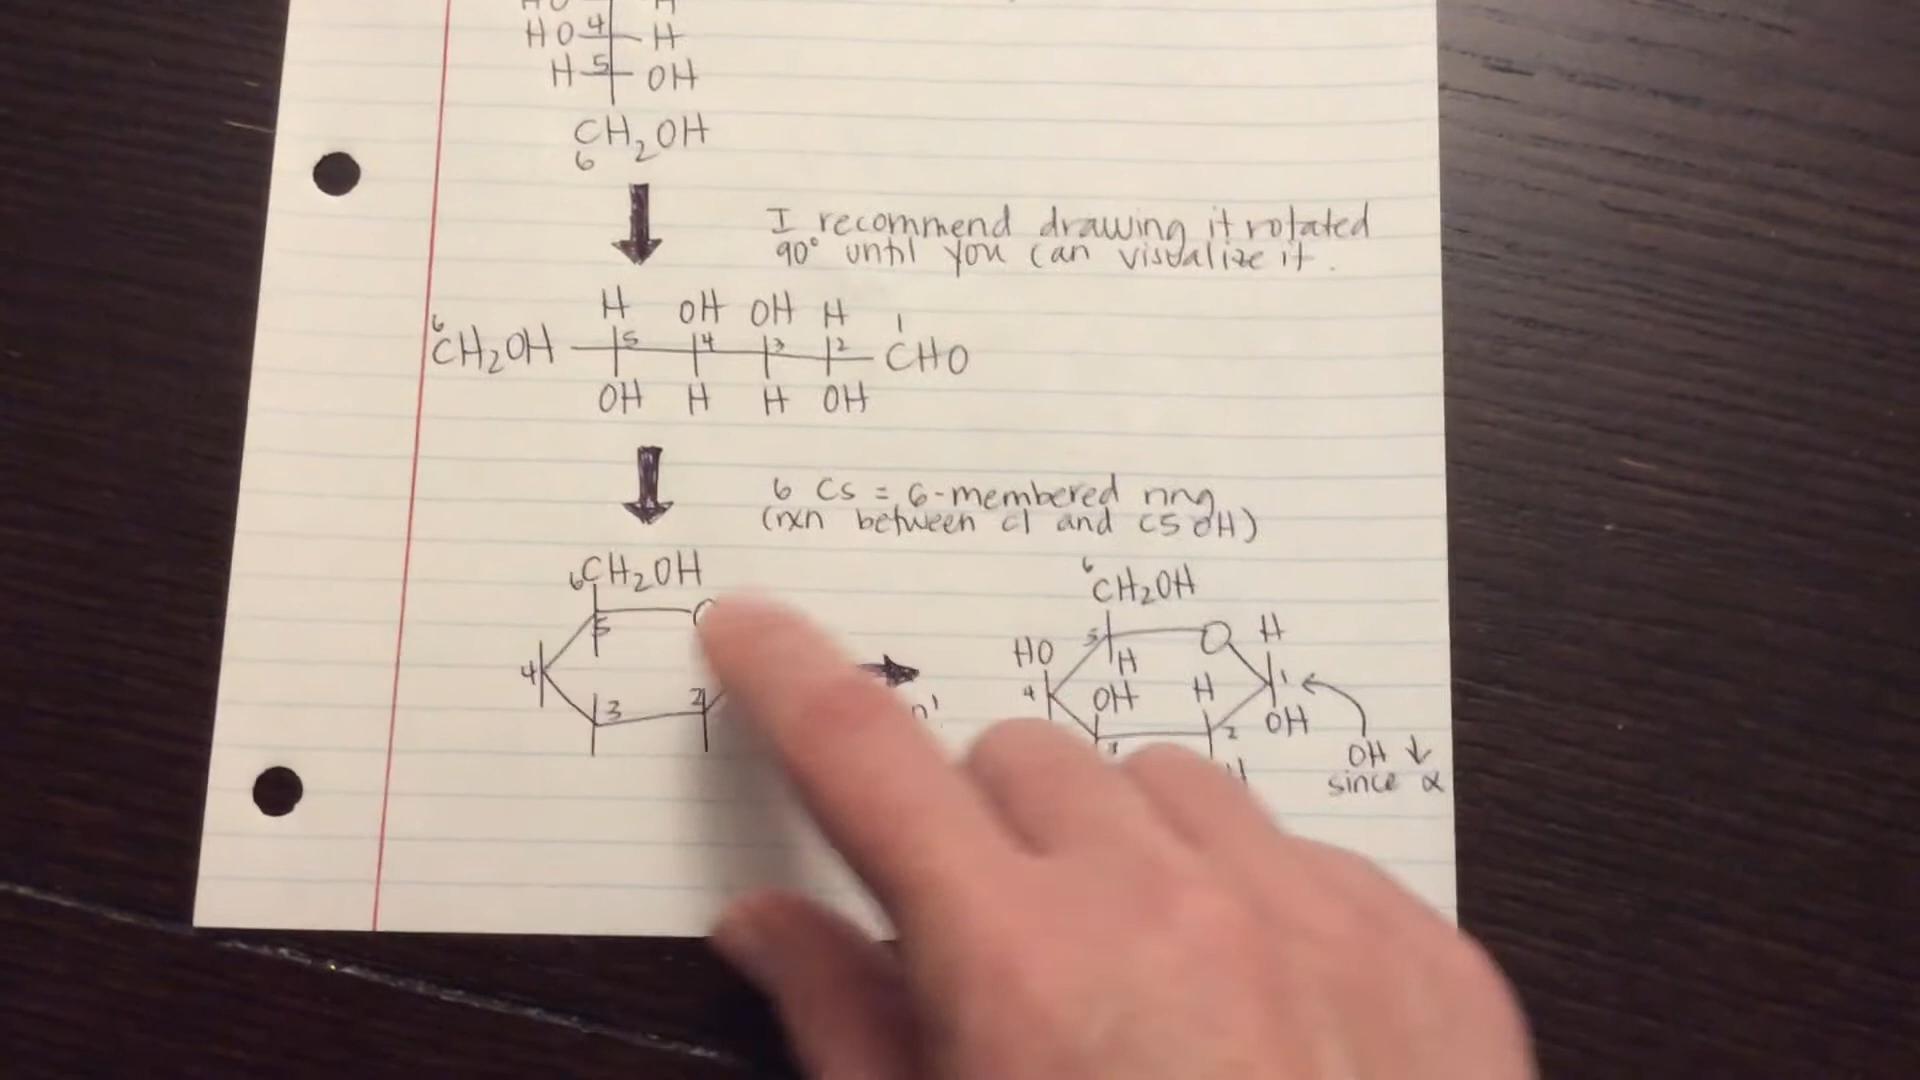 HO 4 H
H 5 OH
CH2OH
6
I recommend drawing it rotated
90° until you can visualize it.
H OH OH H
6 CH2OH 5 4 3 2 1 CHO
OH H H OH
6 Cs = 6-membered ring
(rxn between C1 and C5 OH)
6 CH2OH
5
4
3 2
6
CH2OH
HO 5 O H
H
4 OH H 1
OH
2
OH ↓
since α